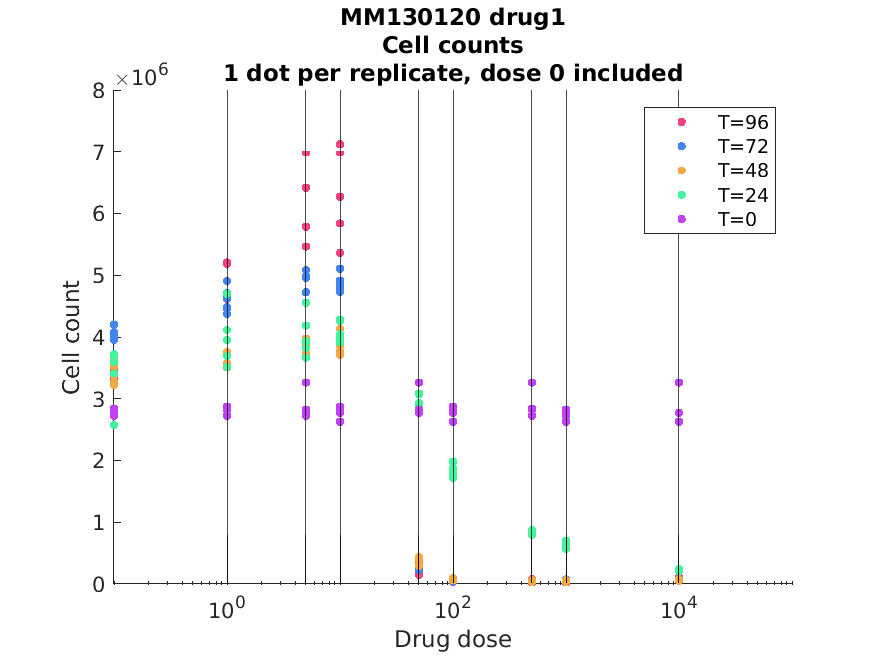 MM130120 drug1
Cell counts
1 dot per replicate, dose 0 included
×10^6
8
7
6
5
4
3
2
1
0
Cell count
T=96
T=72
T=48
T=24
T=0
10^0
10^2
10^4
Drug dose